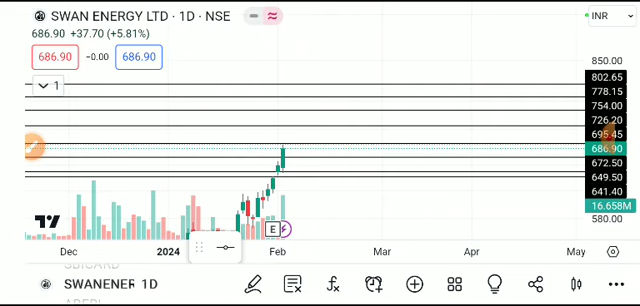 SWAN ENERGY LTD · 1D · NSE
INR
686.90 +37.70 (+5.81%)
686.90 −0.00 686.90
1
850.00
802.65
778.15
754.00
726.20
695.45
686.90
672.50
649.50
641.40
16.658M
580.00
E
Dec 2024 Feb Mar Apr May
SBICARD
SWANENER 1D